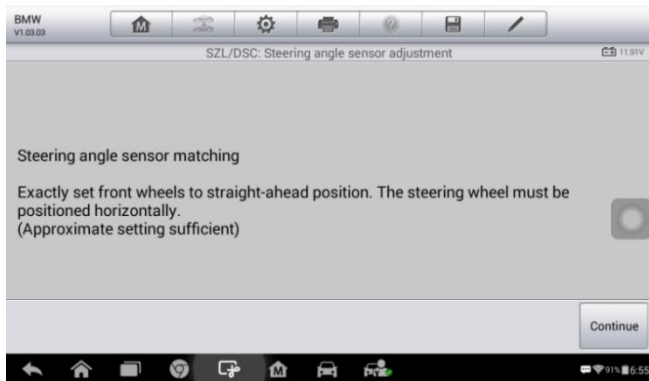 BMW
V1.03.03
SZL/DSC: Steering angle sensor adjustment
11.91V
Steering angle sensor matching
Exactly set front wheels to straight-ahead position. The steering wheel must be
positioned horizontally.
(Approximate setting sufficient)
Continue
91% 6:55